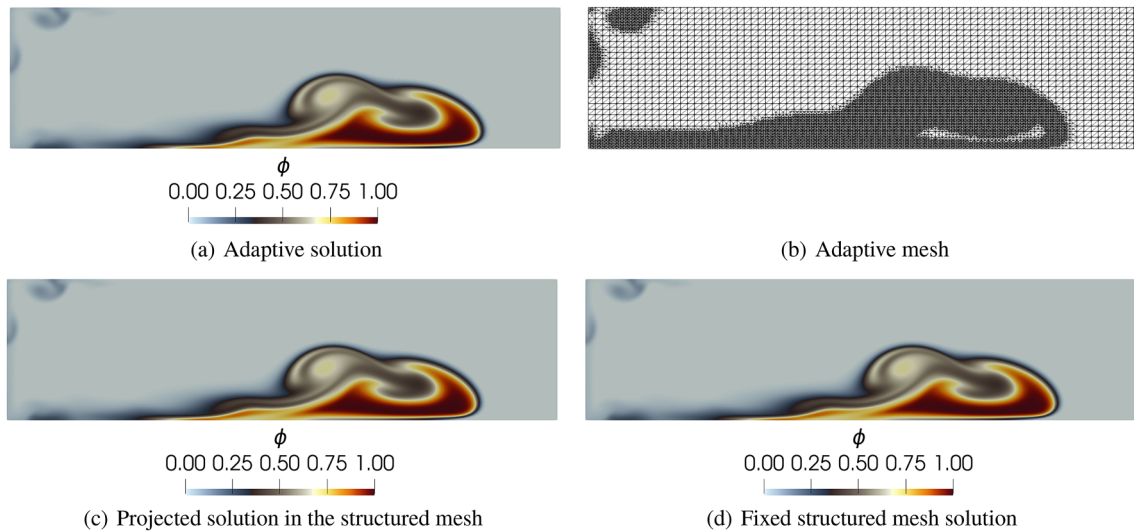 ϕ
0.00 0.25 0.50 0.75 1.00
(a) Adaptive solution
(b) Adaptive mesh
ϕ
0.00 0.25 0.50 0.75 1.00
(c) Projected solution in the structured mesh
ϕ
0.00 0.25 0.50 0.75 1.00
(d) Fixed structured mesh solution